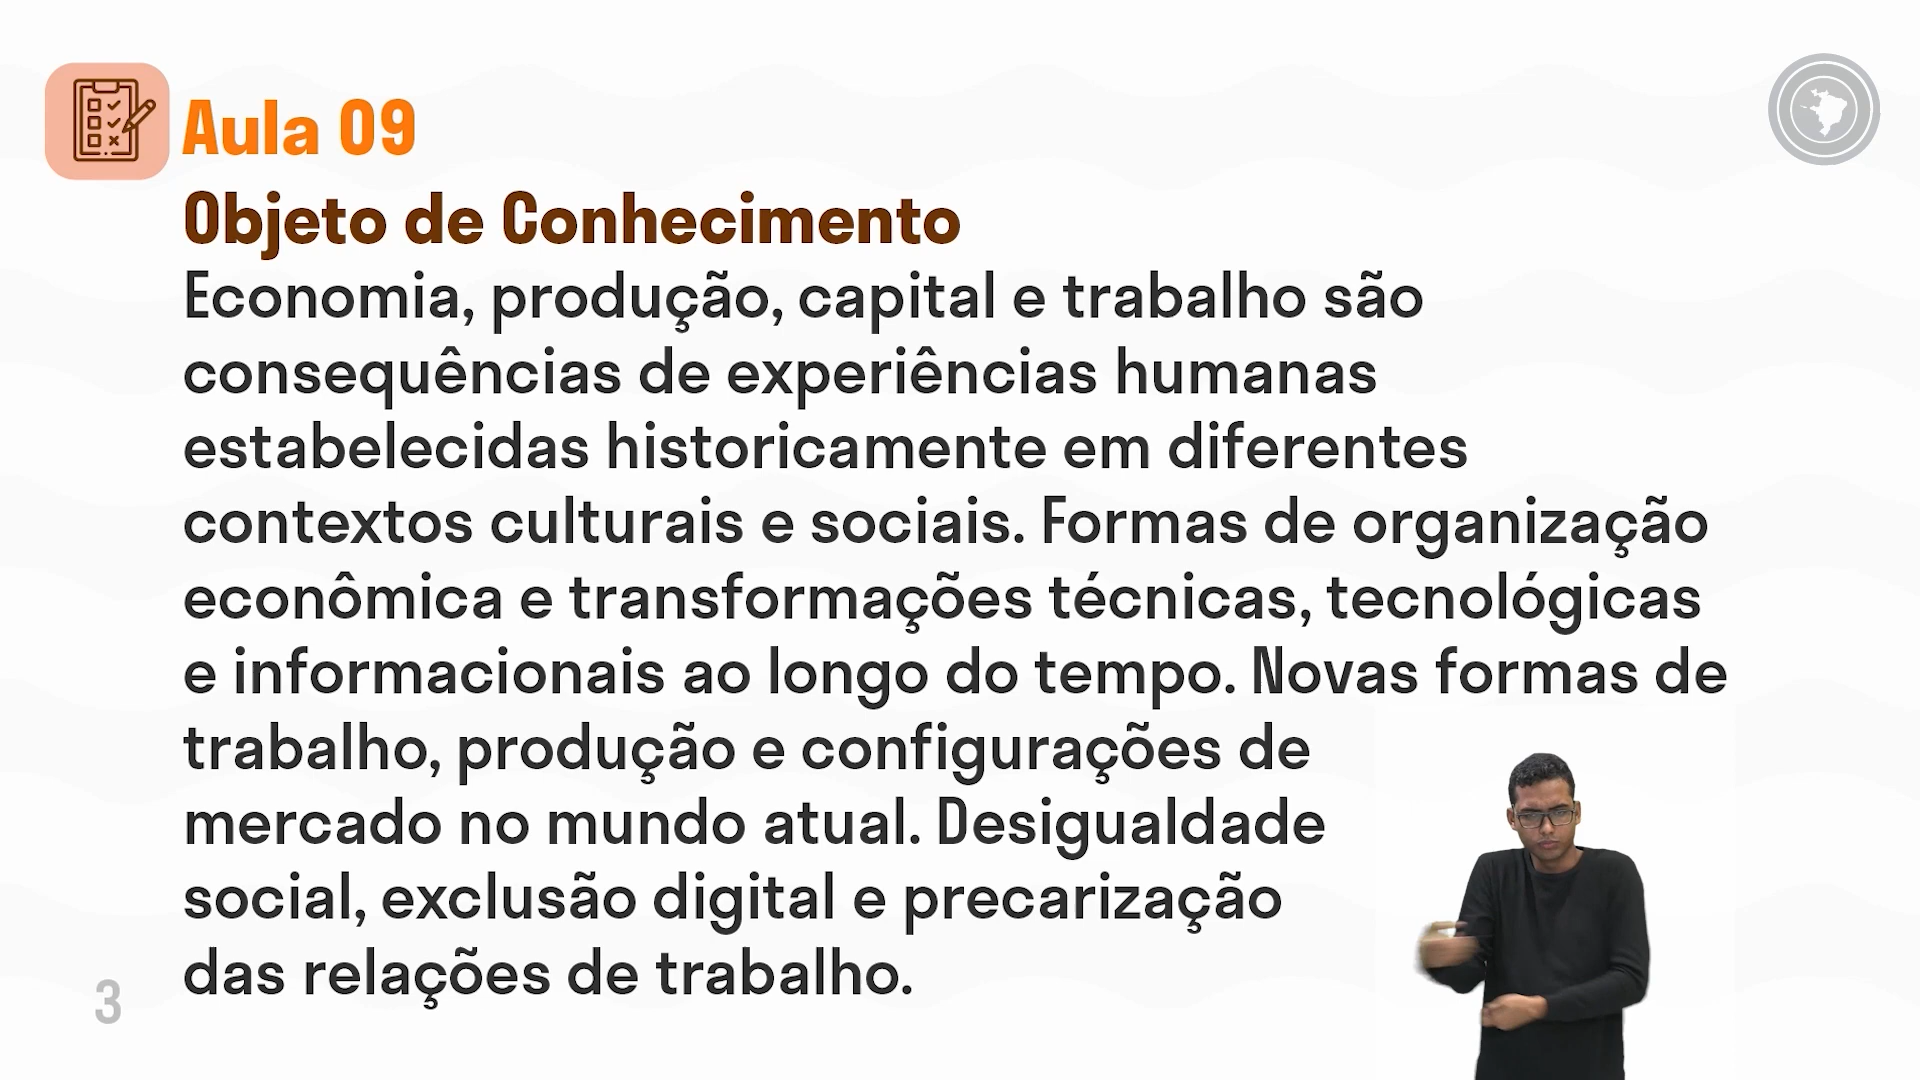 Aula 09
Objeto de Conhecimento
Economia, produção, capital e trabalho são
consequências de experiências humanas
estabelecidas historicamente em diferentes
contextos culturais e sociais. Formas de organização
econômica e transformações técnicas, tecnológicas
e informacionais ao longo do tempo. Novas formas de
trabalho, produção e configurações de
mercado no mundo atual. Desigualdade
social, exclusão digital e precarização
das relações de trabalho.
3